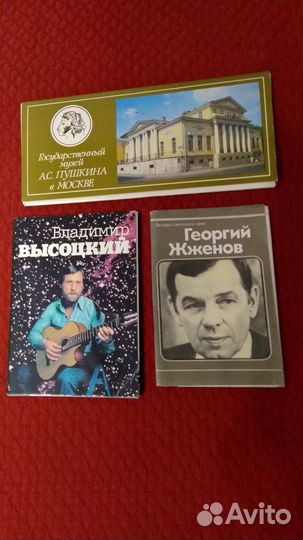 Государственный
музей
А.С. ПУШКИНА
в МОСКВЕ
Владимир
ВЫСОЦКИЙ
Актеры советского кино
Георгий
Жженов
Avito